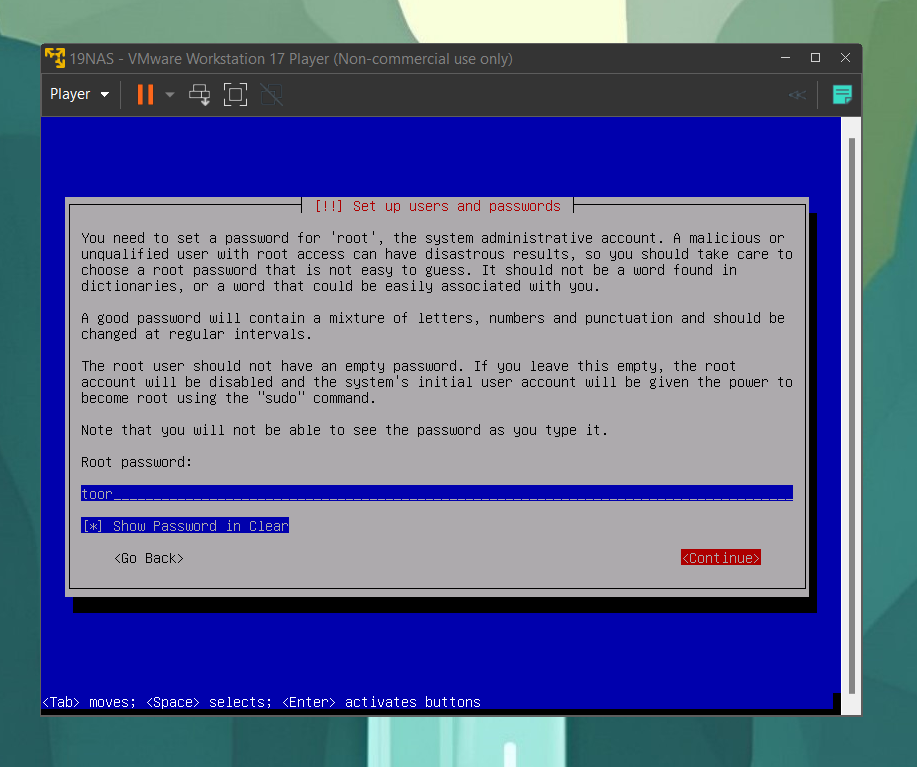 19NAS - VMware Workstation 17 Player (Non-commercial use only)
Player
[!!] Set up users and passwords
You need to set a password for 'root', the system administrative account. A malicious or
unqualified user with root access can have disastrous results, so you should take care to
choose a root password that is not easy to guess. It should not be a word found in
dictionaries, or a word that could be easily associated with you.
A good password will contain a mixture of letters, numbers and punctuation and should be
changed at regular intervals.
The root user should not have an empty password. If you leave this empty, the root
account will be disabled and the system's initial user account will be given the power to
become root using the "sudo" command.
Note that you will not be able to see the password as you type it.
Root password:
toor
[*] Show Password in Clear
<Go Back> <Continue>
<Tab> moves; <Space> selects; <Enter> activates buttons